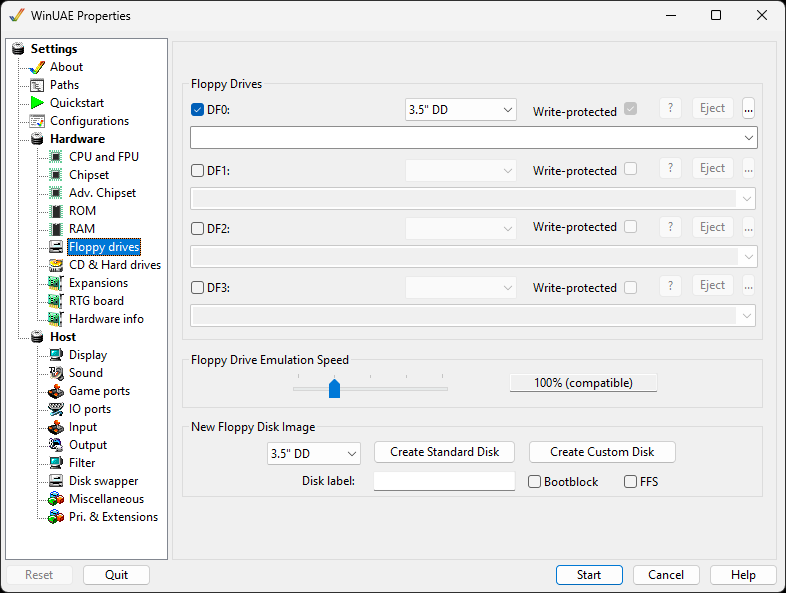 WinUAE Properties
Settings
About
Paths
Quickstart
Configurations
Hardware
CPU and FPU
Chipset
Adv. Chipset
ROM
RAM
Floppy drives
CD & Hard drives
Expansions
RTG board
Hardware info
Host
Display
Sound
Game ports
IO ports
Input
Output
Filter
Disk swapper
Miscellaneous
Pri. & Extensions
Floppy Drives
DF0: 3.5" DD Write-protected ? Eject ...
DF1: Write-protected ? Eject ...
DF2: Write-protected ? Eject ...
DF3: Write-protected ? Eject ...
Floppy Drive Emulation Speed
100% (compatible)
New Floppy Disk Image
3.5" DD Create Standard Disk Create Custom Disk
Disk label: Bootblock FFS
Reset Quit Start Cancel Help